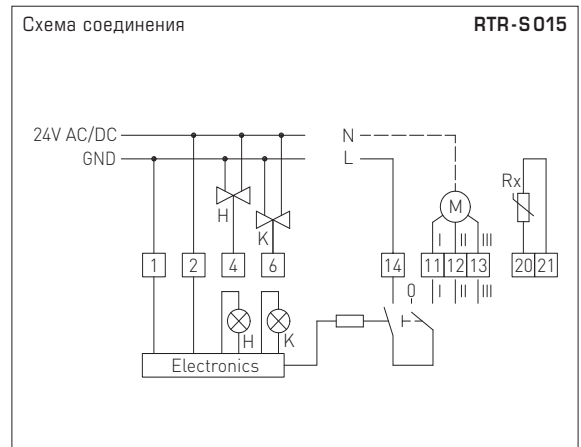 Схема соединения RTR-S015
24V AC/DC
GND
N
L
H
K
Rx
M
I II III
1 2 4 6 14 11 12 13 20 21
0 I II III
H K
Electronics